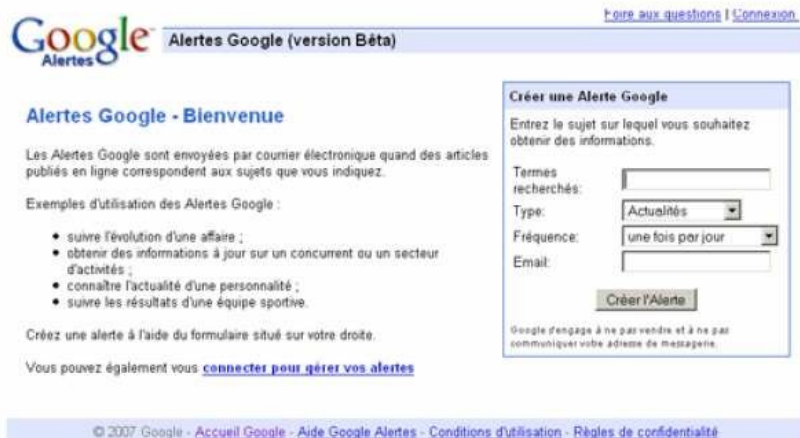 Foire aux questions | Connexion
Google
Alertes
Alertes Google (version Bêta)
Alertes Google - Bienvenue
Les Alertes Google sont envoyées par courrier électronique quand des articles
publiés en ligne correspondent aux sujets que vous indiquez.
Exemples d'utilisation des Alertes Google :
• suivre l'évolution d'une affaire ;
• obtenir des informations à jour sur un concurrent ou un secteur
d'activités ;
• connaître l'actualité d'une personnalité ;
• suivre les résultats d'une équipe sportive.
Créez une alerte à l'aide du formulaire situé sur votre droite.
Vous pouvez également vous connecter pour gérer vos alertes
Créer une Alerte Google
Entrez le sujet sur lequel vous souhaitez
obtenir des informations.
Termes
recherchés:
Type: Actualités
Fréquence: une fois par jour
Email:
Créer l'Alerte
Google s'engage à ne pas vendre et à ne pas
communiquer votre adresse de messagerie.
© 2007 Google - Accueil Google - Aide Google Alertes - Conditions d'utilisation - Règles de confidentialité